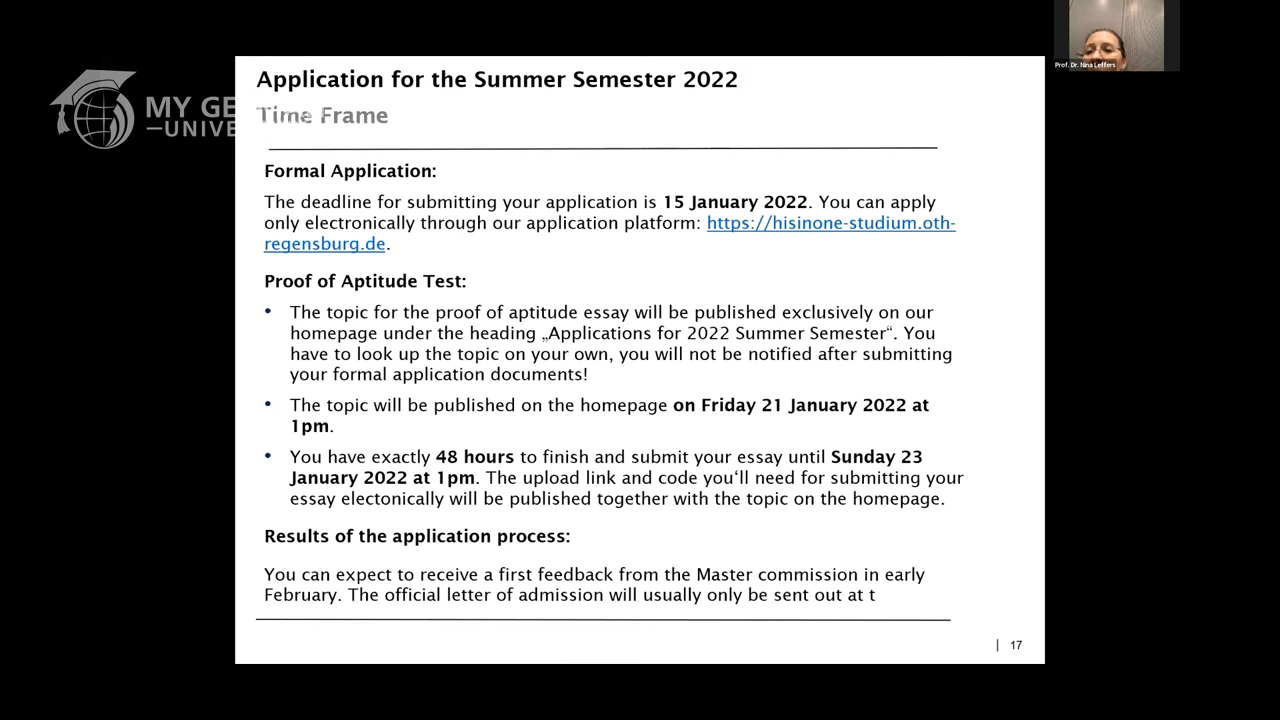 Prof. Dr. Nina Leffers
MY GE
—UNIVE
Application for the Summer Semester 2022
Time Frame
Formal Application:
The deadline for submitting your application is 15 January 2022. You can apply
only electronically through our application platform: https://hisinone-studium.oth-
regensburg.de.
Proof of Aptitude Test:
• The topic for the proof of aptitude essay will be published exclusively on our
homepage under the heading „Applications for 2022 Summer Semester“. You
have to look up the topic on your own, you will not be notified after submitting
your formal application documents!
• The topic will be published on the homepage on Friday 21 January 2022 at
1pm.
• You have exactly 48 hours to finish and submit your essay until Sunday 23
January 2022 at 1pm. The upload link and code you‘ll need for submitting your
essay electonically will be published together with the topic on the homepage.
Results of the application process:
You can expect to receive a first feedback from the Master commission in early
February. The official letter of admission will usually only be sent out at t
| 17